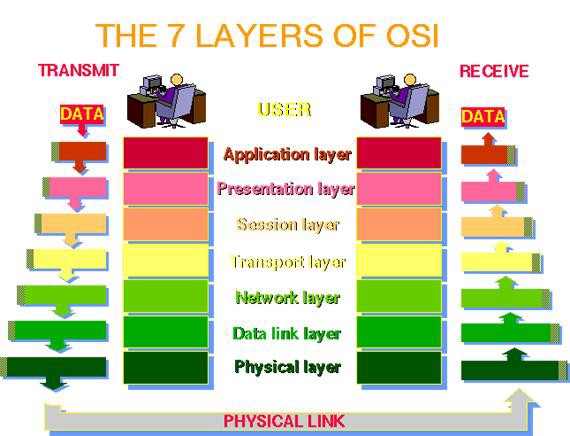 THE 7 LAYERS OF OSI
TRANSMIT
RECEIVE
DATA
USER
DATA
Application layer
Presentation layer
Session layer
Transport layer
Network layer
Data link layer
Physical layer
PHYSICAL LINK